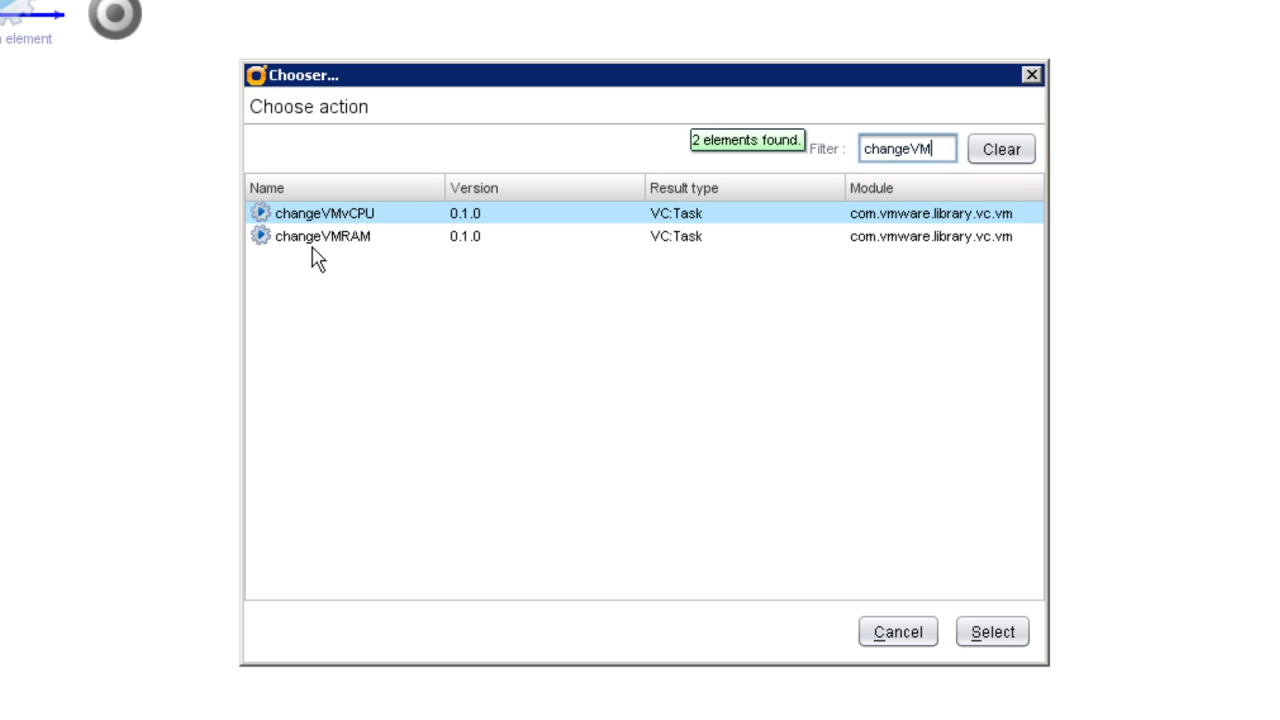 element
Chooser...
Choose action
2 elements found.
Filter :
changeVM
Clear
Name Version Result type Module
changeVMvCPU 0.1.0 VC:Task com.vmware.library.vc.vm
changeVMRAM 0.1.0 VC:Task com.vmware.library.vc.vm
Cancel Select